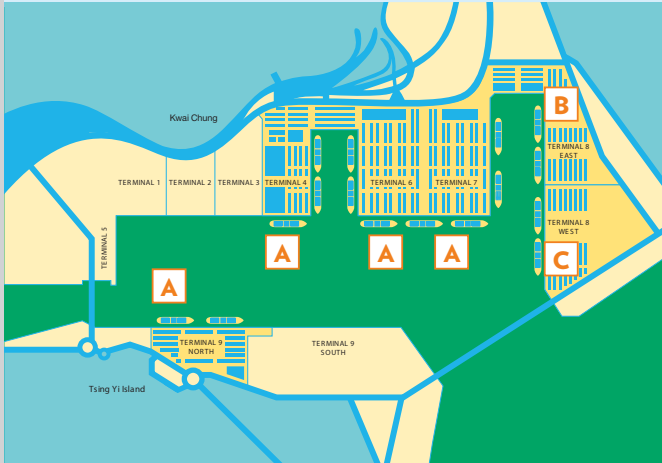 B
Kwai Chung
TERMINAL 8
EAST
TERMINAL 1
TERMINAL 2
TERMINAL 3
TERMINAL 4
TERMINAL 6
TERMINAL 7
TERMINAL 8
WEST
TERMINAL 5
A
A
A
C
A
TERMINAL 9
NORTH
TERMINAL 9
SOUTH
Tsing Yi Island